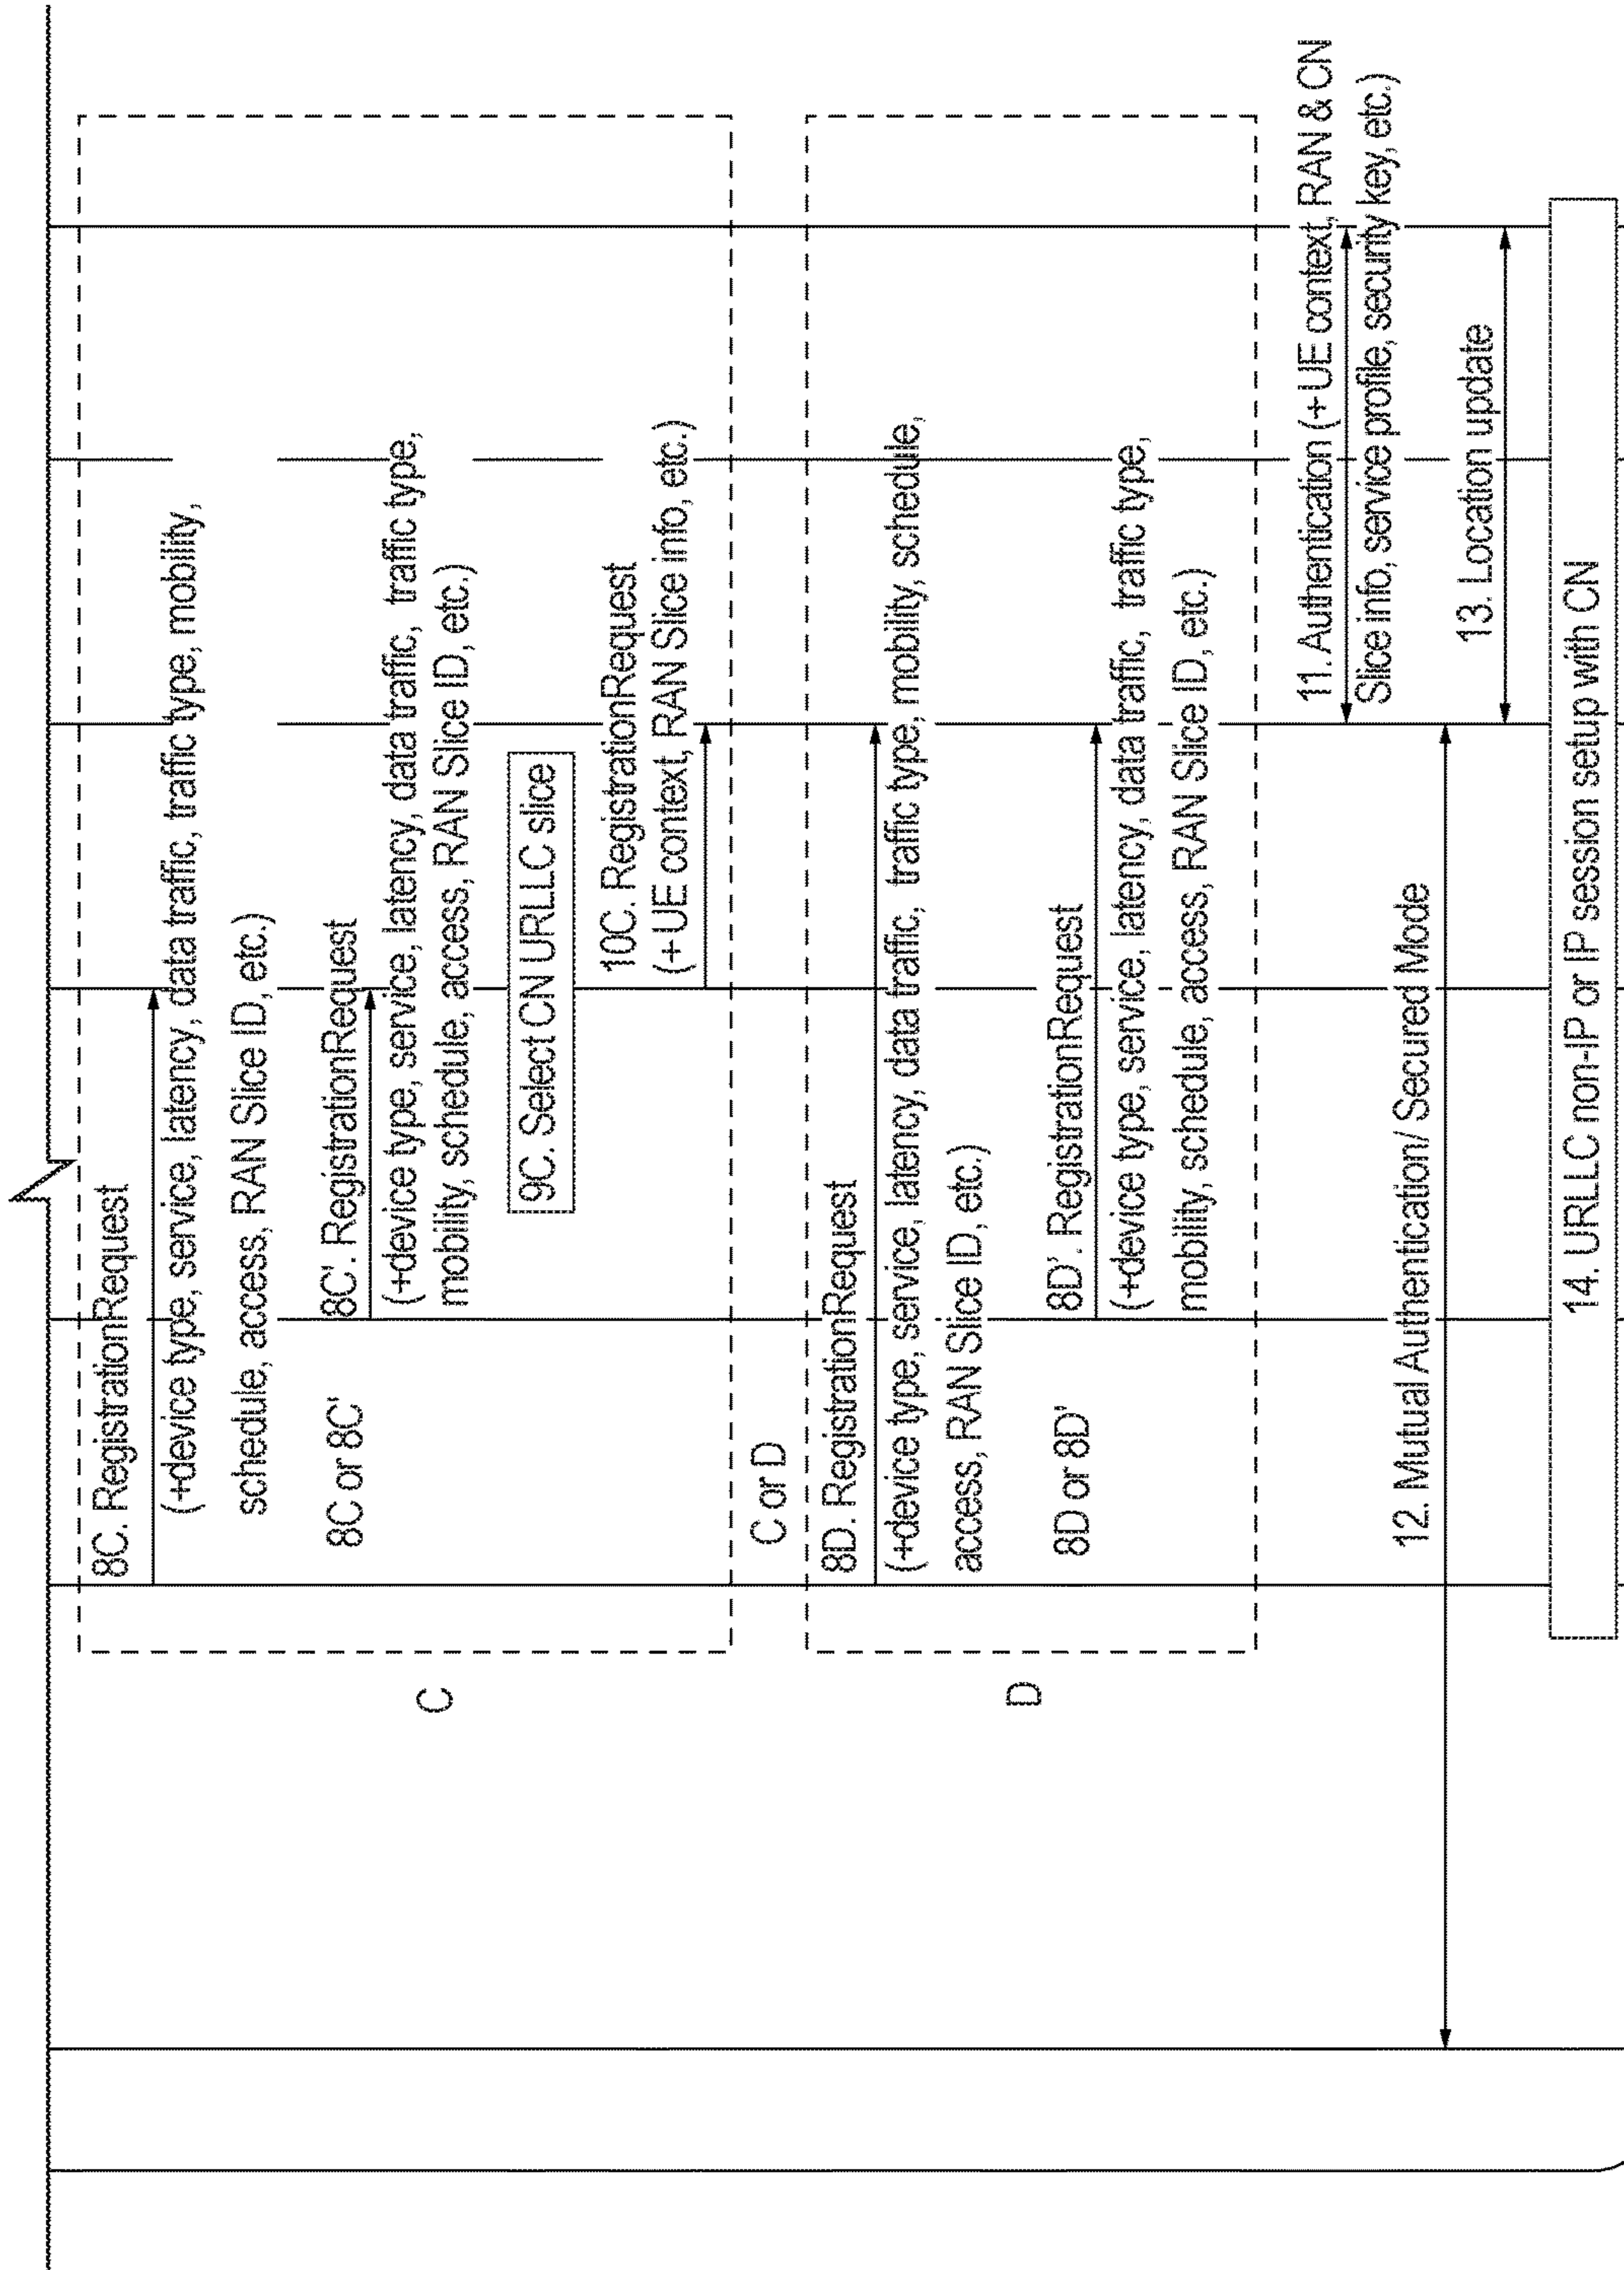 8C. RegistrationRequest
(+device type, service, latency, data traffic, traffic type, mobility,
schedule, access, RAN Slice ID, etc.)
8C or 8C'
8C'. RegistrationRequest
(+device type, service, latency, data traffic, traffic type,
mobility, schedule, access, RAN Slice ID, etc.)
9C. Select CN URLLC slice
10C. RegistrationRequest
(+ UE context, RAN Slice info, etc.)
C
C or D
8D. RegistrationRequest
(+device type, service, latency, data traffic, traffic type, mobility, schedule,
access, RAN Slice ID, etc.)
8D or 8D'
8D'. RegistrationRequest
(+device type, service, latency, data traffic, traffic type,
mobility, schedule, access, RAN Slice ID, etc.)
D
11. Authentication (+ UE context, RAN & CN
Slice info, service profile, security key, etc.)
12. Mutual Authentication/ Secured Mode
13. Location update
14. URLLC non-IP or IP session setup with CN